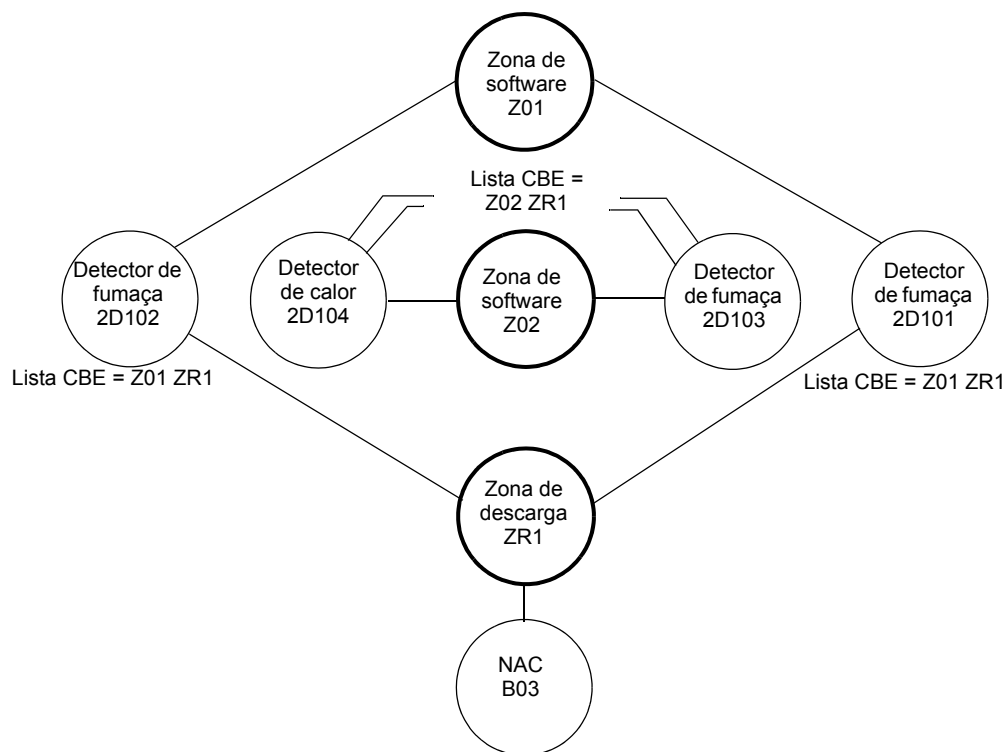 Zona de
software
Z01
Lista CBE =
Z02 ZR1
Detector de
fumaça
2D102
Detector
de calor
2D104
Zona de
software
Z02
Detector
de fumaça
2D103
Detector
de fumaça
2D101
Lista CBE = Z01 ZR1
Lista CBE = Z01 ZR1
Zona de
descarga
ZR1
NAC
B03